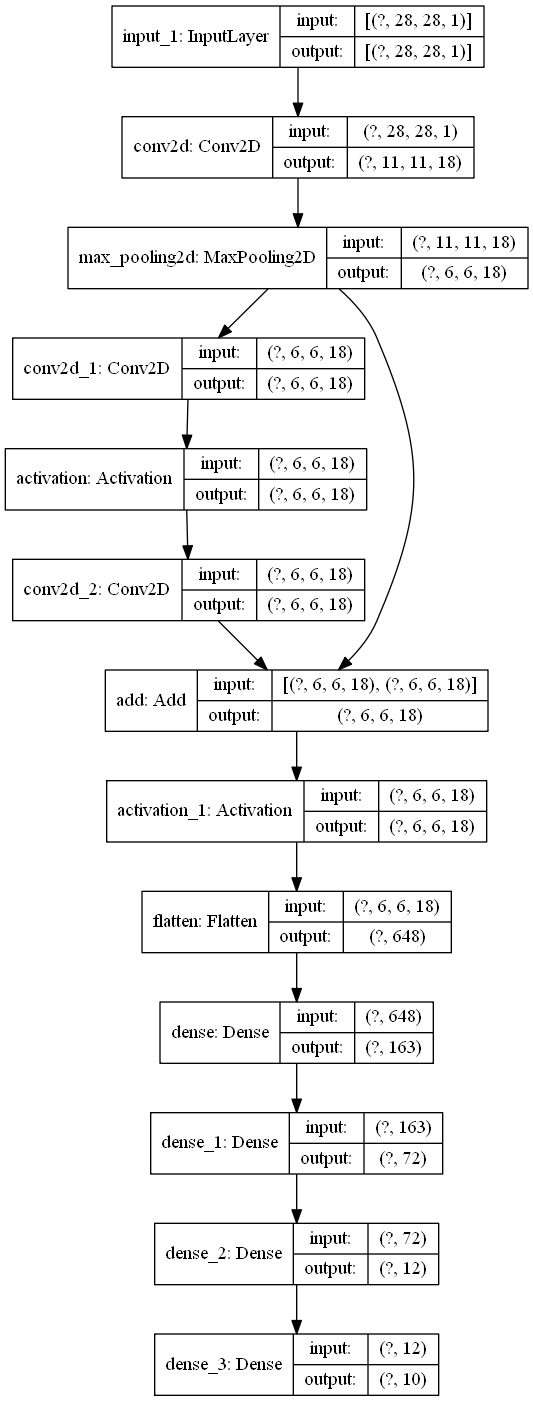 input_1: InputLayer
input:
[(?, 28, 28, 1)]
output:
[(?, 28, 28, 1)]
conv2d: Conv2D
input:
(?, 28, 28, 1)
output:
(?, 11, 11, 18)
max_pooling2d: MaxPooling2D
input:
(?, 11, 11, 18)
output:
(?, 6, 6, 18)
conv2d_1: Conv2D
input:
(?, 6, 6, 18)
output:
(?, 6, 6, 18)
activation: Activation
input:
(?, 6, 6, 18)
output:
(?, 6, 6, 18)
conv2d_2: Conv2D
input:
(?, 6, 6, 18)
output:
(?, 6, 6, 18)
add: Add
input:
[(?, 6, 6, 18), (?, 6, 6, 18)]
output:
(?, 6, 6, 18)
activation_1: Activation
input:
(?, 6, 6, 18)
output:
(?, 6, 6, 18)
flatten: Flatten
input:
(?, 6, 6, 18)
output:
(?, 648)
dense: Dense
input:
(?, 648)
output:
(?, 163)
dense_1: Dense
input:
(?, 163)
output:
(?, 72)
dense_2: Dense
input:
(?, 72)
output:
(?, 12)
dense_3: Dense
input:
(?, 12)
output:
(?, 10)